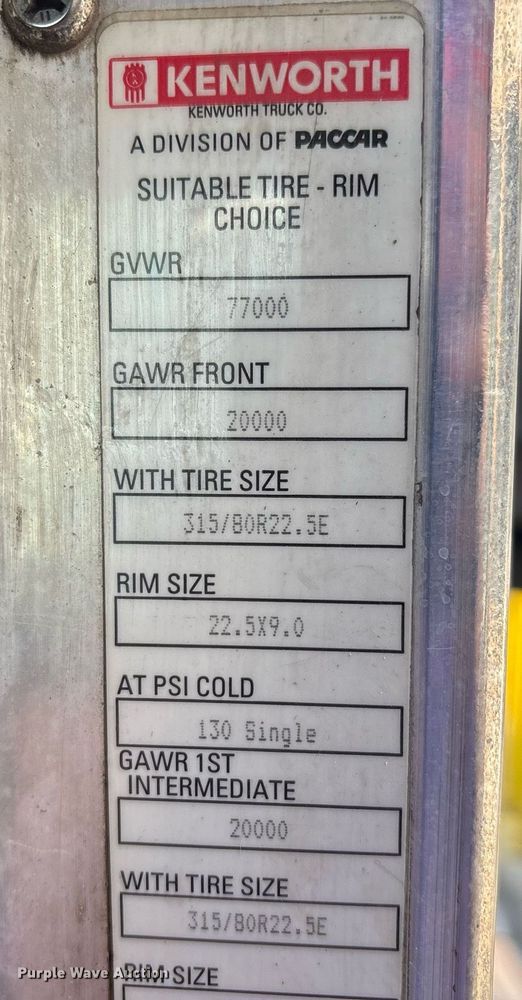 KENWORTH
KENWORTH TRUCK CO.
A DIVISION OF PACCAR
SUITABLE TIRE - RIM
CHOICE
GVWR
77000
GAWR FRONT
20000
WITH TIRE SIZE
315/80R22.5E
RIM SIZE
22.5X9.0
AT PSI COLD
130 Single
GAWR 1ST
INTERMEDIATE
20000
WITH TIRE SIZE
315/80R22.5E
RIM SIZE
Purple Wave Auction